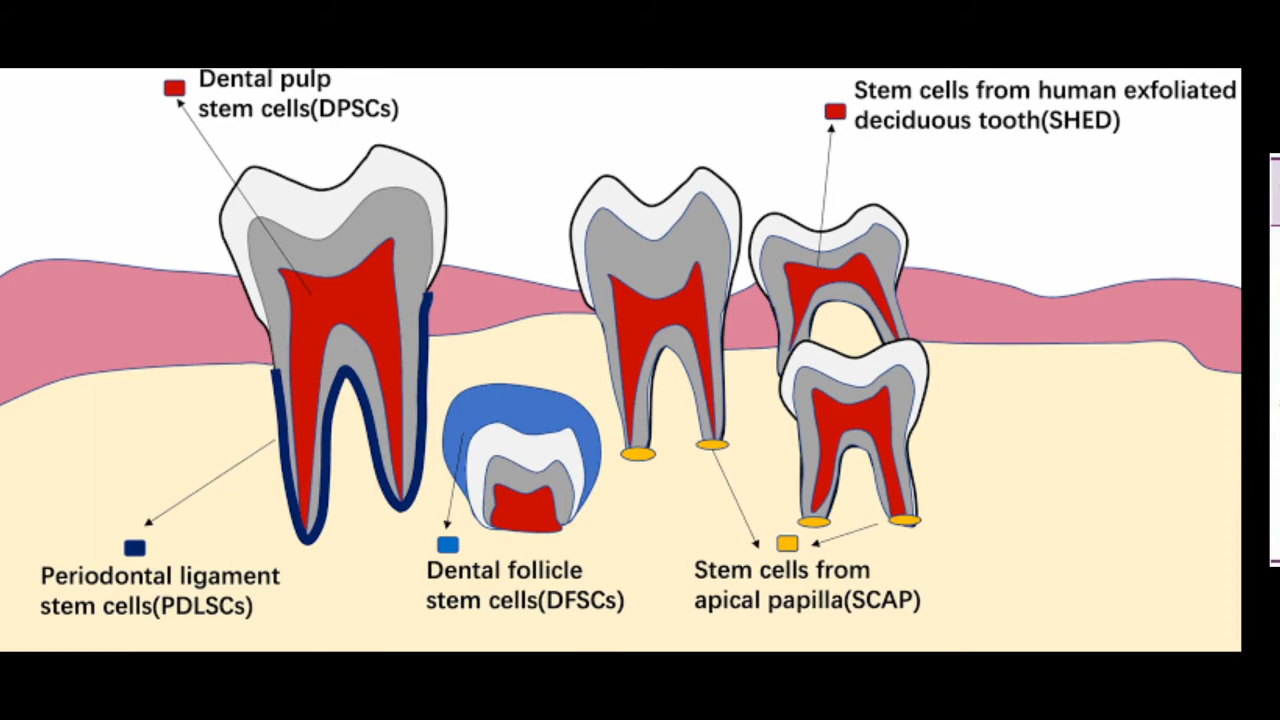 Dental pulp
stem cells(DPSCs)
Stem cells from human exfoliated
deciduous tooth(SHED)
Periodontal ligament
stem cells(PDLSCs)
Dental follicle
stem cells(DFSCs)
Stem cells from
apical papilla(SCAP)